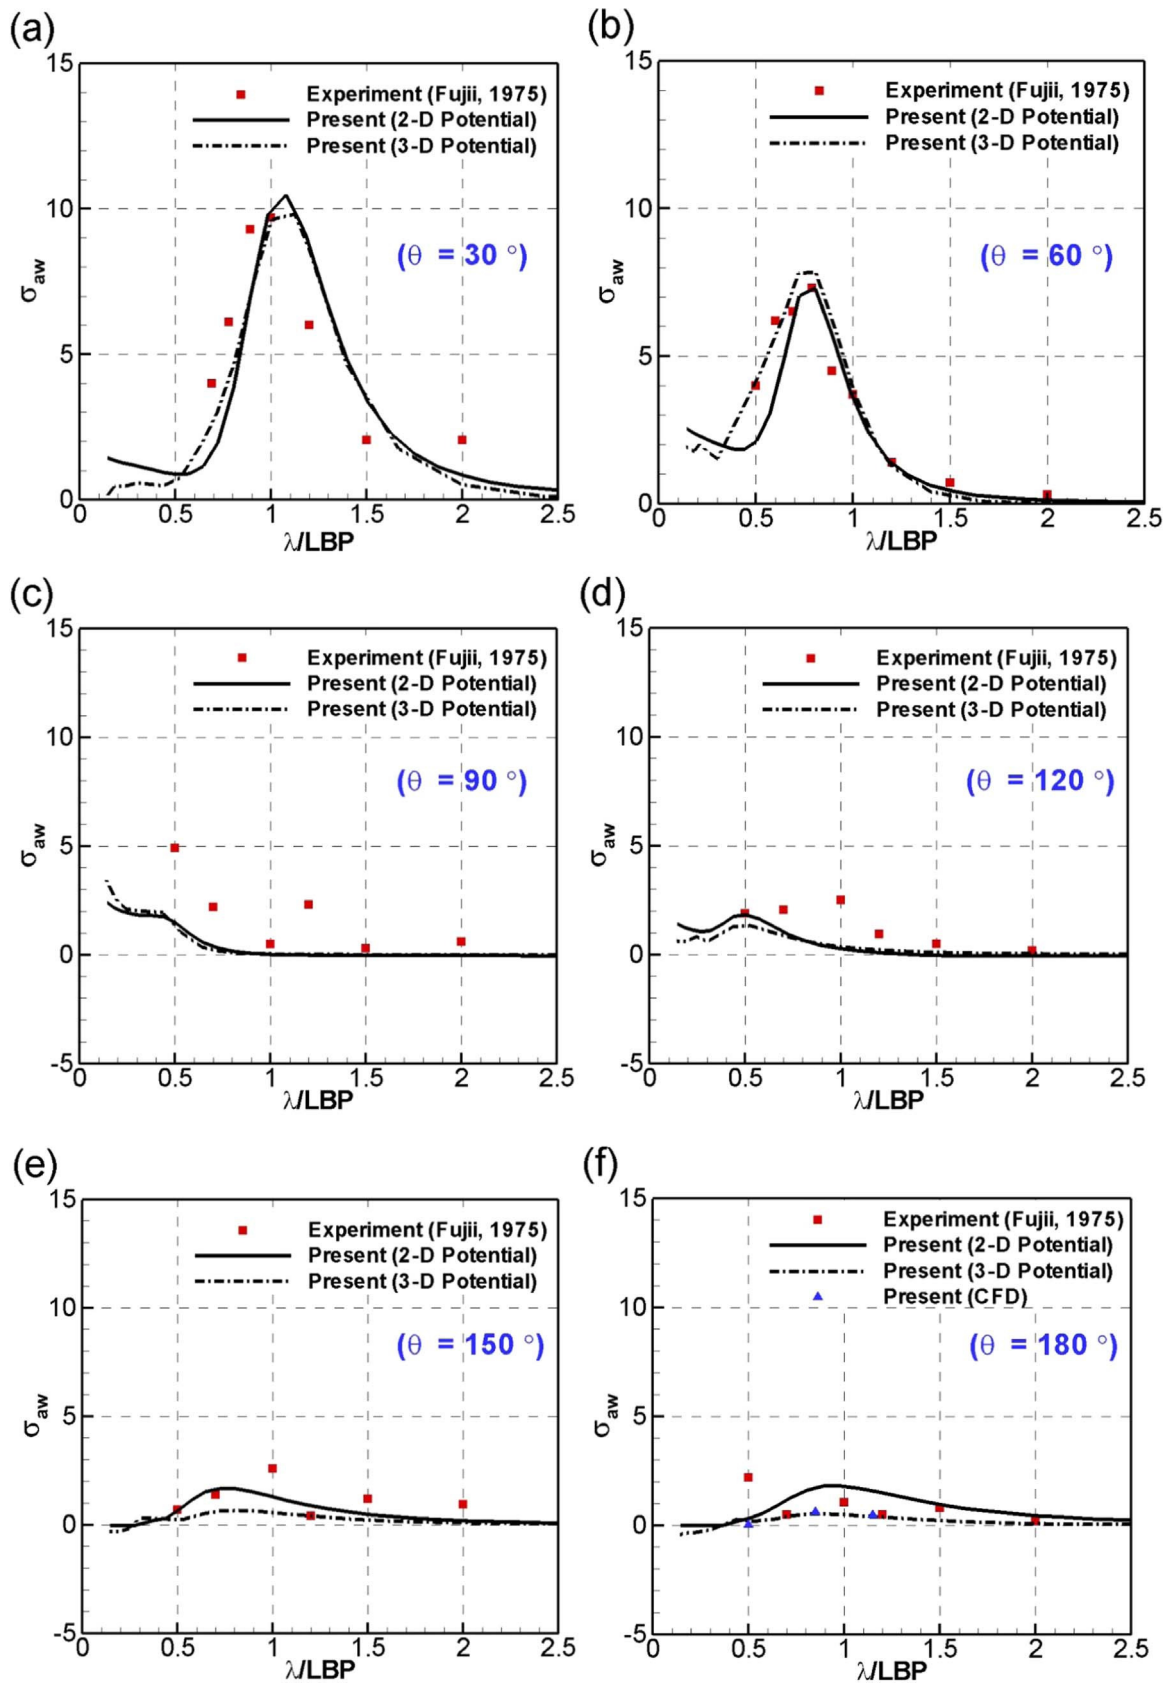 (a)
15
10
5
0
σaw
Experiment (Fujii, 1975)
Present (2-D Potential)
Present (3-D Potential)
(θ = 30 °)
0 0.5 1 1.5 2 2.5
λ/LBP
(b)
15
10
5
0
σaw
Experiment (Fujii, 1975)
Present (2-D Potential)
Present (3-D Potential)
(θ = 60 °)
0 0.5 1 1.5 2 2.5
λ/LBP
(c)
15
10
5
0
-5
σaw
Experiment (Fujii, 1975)
Present (2-D Potential)
Present (3-D Potential)
(θ = 90 °)
0 0.5 1 1.5 2 2.5
λ/LBP
(d)
15
10
5
0
-5
σaw
Experiment (Fujii, 1975)
Present (2-D Potential)
Present (3-D Potential)
(θ = 120 °)
0 0.5 1 1.5 2 2.5
λ/LBP
(e)
15
10
5
0
-5
σaw
Experiment (Fujii, 1975)
Present (2-D Potential)
Present (3-D Potential)
(θ = 150 °)
0 0.5 1 1.5 2 2.5
λ/LBP
(f)
15
10
5
0
-5
σaw
Experiment (Fujii, 1975)
Present (2-D Potential)
Present (3-D Potential)
Present (CFD)
(θ = 180 °)
0 0.5 1 1.5 2 2.5
λ/LBP